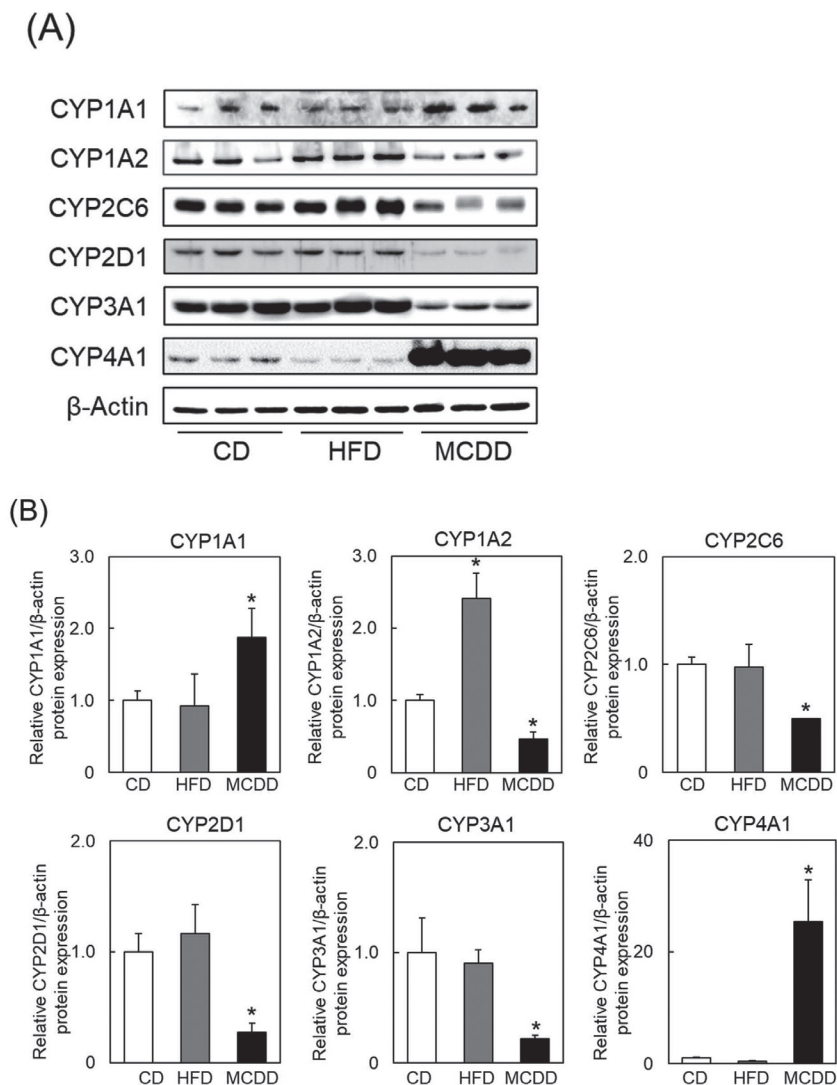 (A)
CYP1A1
CYP1A2
CYP2C6
CYP2D1
CYP3A1
CYP4A1
β-Actin
CD HFD MCDD
(B)
CYP1A1
Relative CYP1A1/β-actin
protein expression
3.0
2.0
1.0
0
*
CD HFD MCDD
CYP1A2
Relative CYP1A2/β-actin
protein expression
3.0
2.0
1.0
0
*
*
CD HFD MCDD
CYP2C6
Relative CYP2C6/β-actin
protein expression
2.0
1.0
0
*
CD HFD MCDD
CYP2D1
Relative CYP2D1/β-actin
protein expression
2.0
1.0
0
*
CD HFD MCDD
CYP3A1
Relative CYP3A1/β-actin
protein expression
2.0
1.0
0
*
CD HFD MCDD
CYP4A1
Relative CYP4A1/β-actin
protein expression
40
20
0
*
CD HFD MCDD